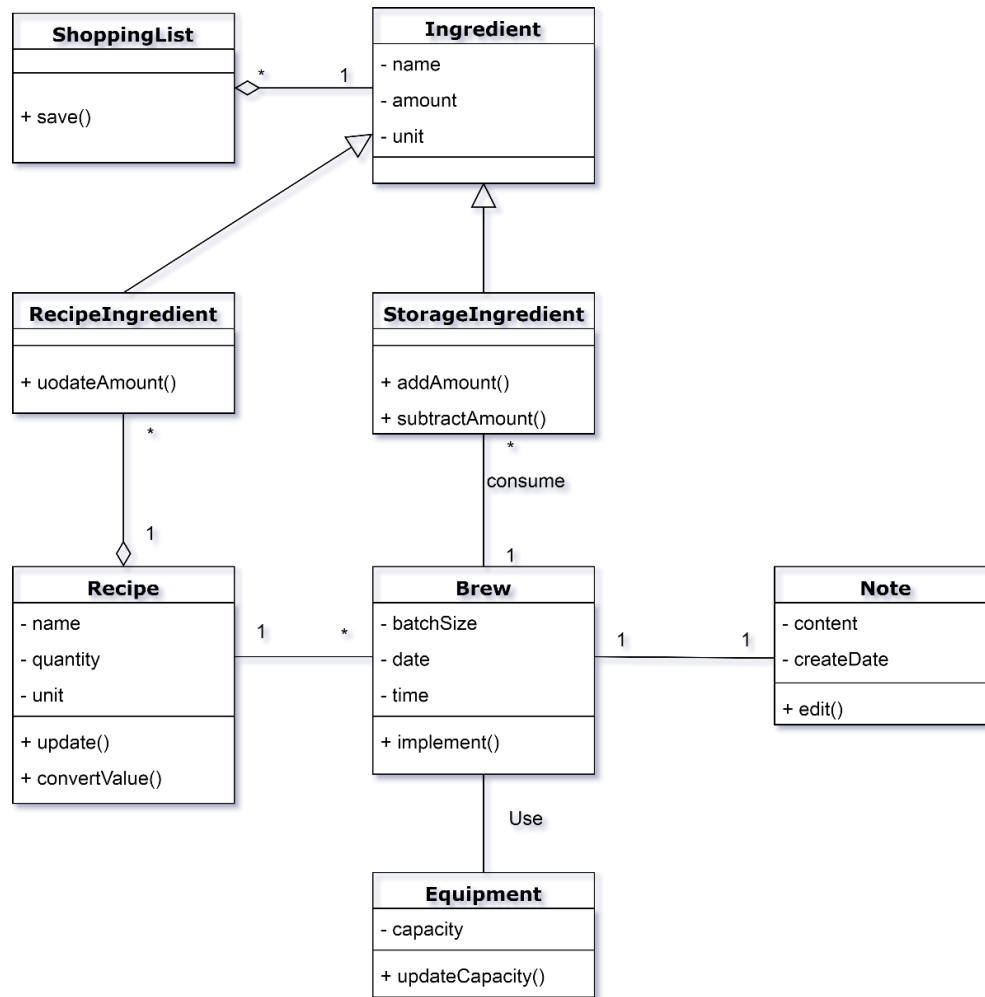 ShoppingList
+ save()
*
1
Ingredient
- name
- amount
- unit
RecipeIngredient
+ uodateAmount()
StorageIngredient
+ addAmount()
+ subtractAmount()
*
*
consume
1
1
Recipe
- name
- quantity
- unit
+ update()
+ convertValue()
1
*
Brew
- batchSize
- date
- time
+ implement()
1
1
Note
- content
- createDate
+ edit()
Use
Equipment
- capacity
+ updateCapacity()